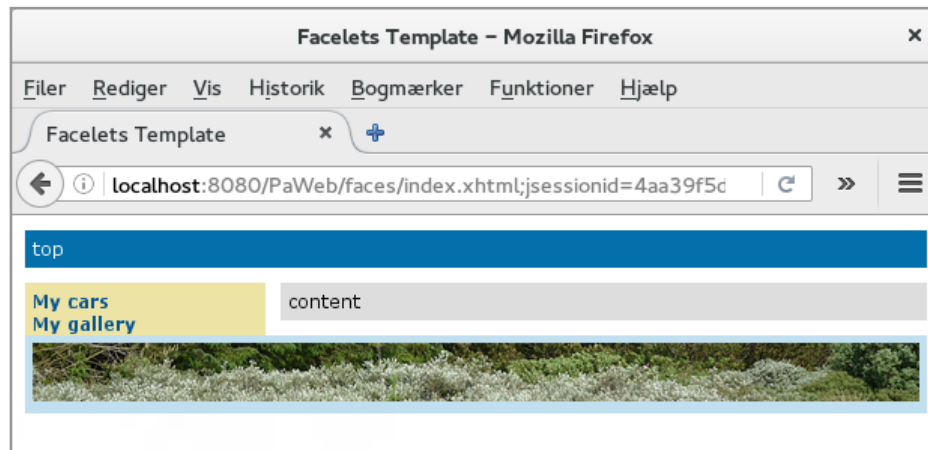 Facelets Template – Mozilla Firefox ×
Filer Rediger Vis Historik Bogmærker Funktioner Hjælp
Facelets Template ×
localhost:8080/PaWeb/faces/index.xhtml;jsessionid=4aa39f5d
top
My cars
My gallery
content